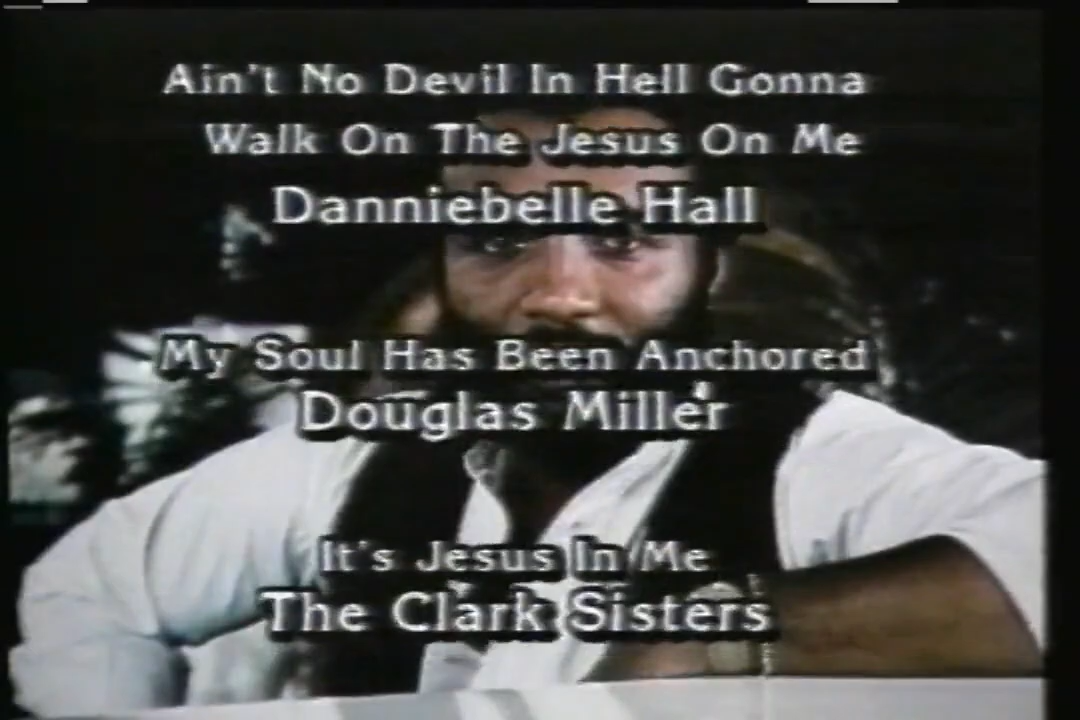 Ain't No Devil In Hell Gonna
Walk On The Jesus On Me
Danniebelle Hall
My Soul Has Been Anchored
Douglas Miller
It's Jesus In Me
The Clark Sisters